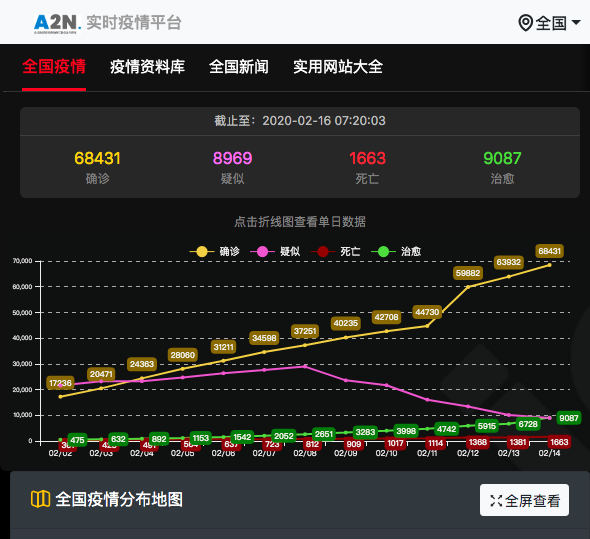 A2N. 实时疫情平台
全国
全国疫情 疫情资料库 全国新闻 实用网站大全
截止至：2020-02-16 07:20:03
68431 8969 1663 9087
确诊 疑似 死亡 治愈
点击折线图查看单日数据
确诊 疑似 死亡 治愈
70,000
60,000
50,000
40,000
30,000
20,000
10,000
0
17236 20471 24363 28060 31211 34598 37251 40235 42708 44730 59882 63932 68431
475 632 892 1153 1542 2052 2651 3283 3998 4742 5915 6728 9087
723 812 909 1017 1114 1368 1381 1663
02/02 02/03 02/04 02/05 02/06 02/07 02/08 02/09 02/10 02/11 02/12 02/13 02/14
全国疫情分布地图
全屏查看